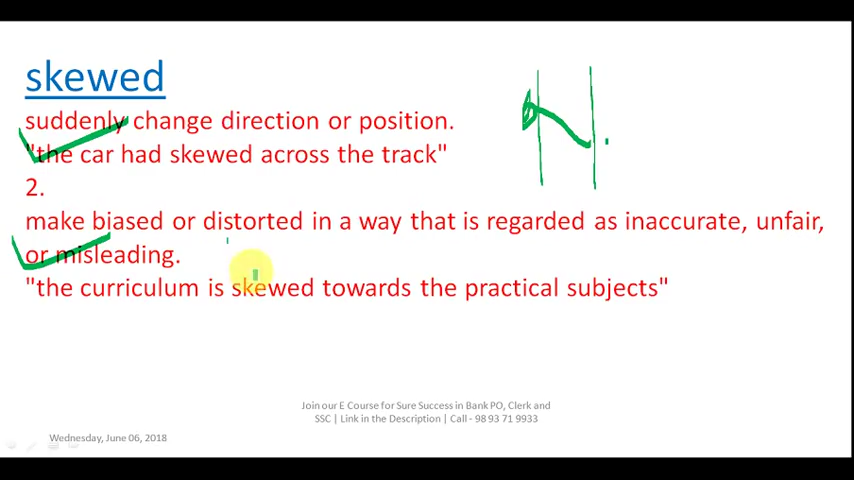 skewed
suddenly change direction or position.
"the car had skewed across the track"
2.
make biased or distorted in a way that is regarded as inaccurate, unfair,
or misleading.
"the curriculum is skewed towards the practical subjects"
Join our E Course for Sure Success in Bank PO, Clerk and
SSC | Link in the Description | Call - 98 93 71 9933
Wednesday, June 06, 2018